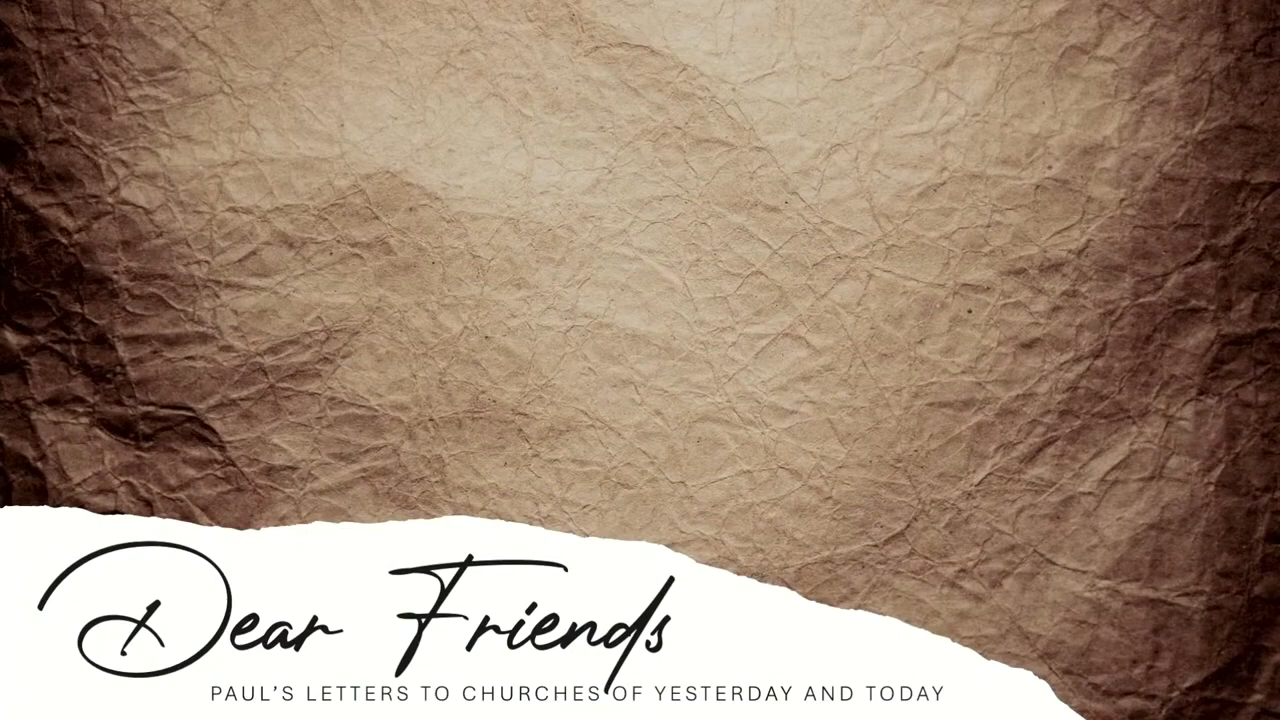 Dear Friends
PAUL'S LETTERS TO CHURCHES OF YESTERDAY AND TODAY